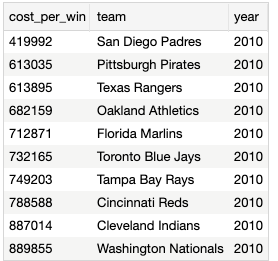 cost_per_win team year
419992 San Diego Padres 2010
613035 Pittsburgh Pirates 2010
613895 Texas Rangers 2010
682159 Oakland Athletics 2010
712871 Florida Marlins 2010
732165 Toronto Blue Jays 2010
749203 Tampa Bay Rays 2010
788588 Cincinnati Reds 2010
887014 Cleveland Indians 2010
889855 Washington Nationals 2010